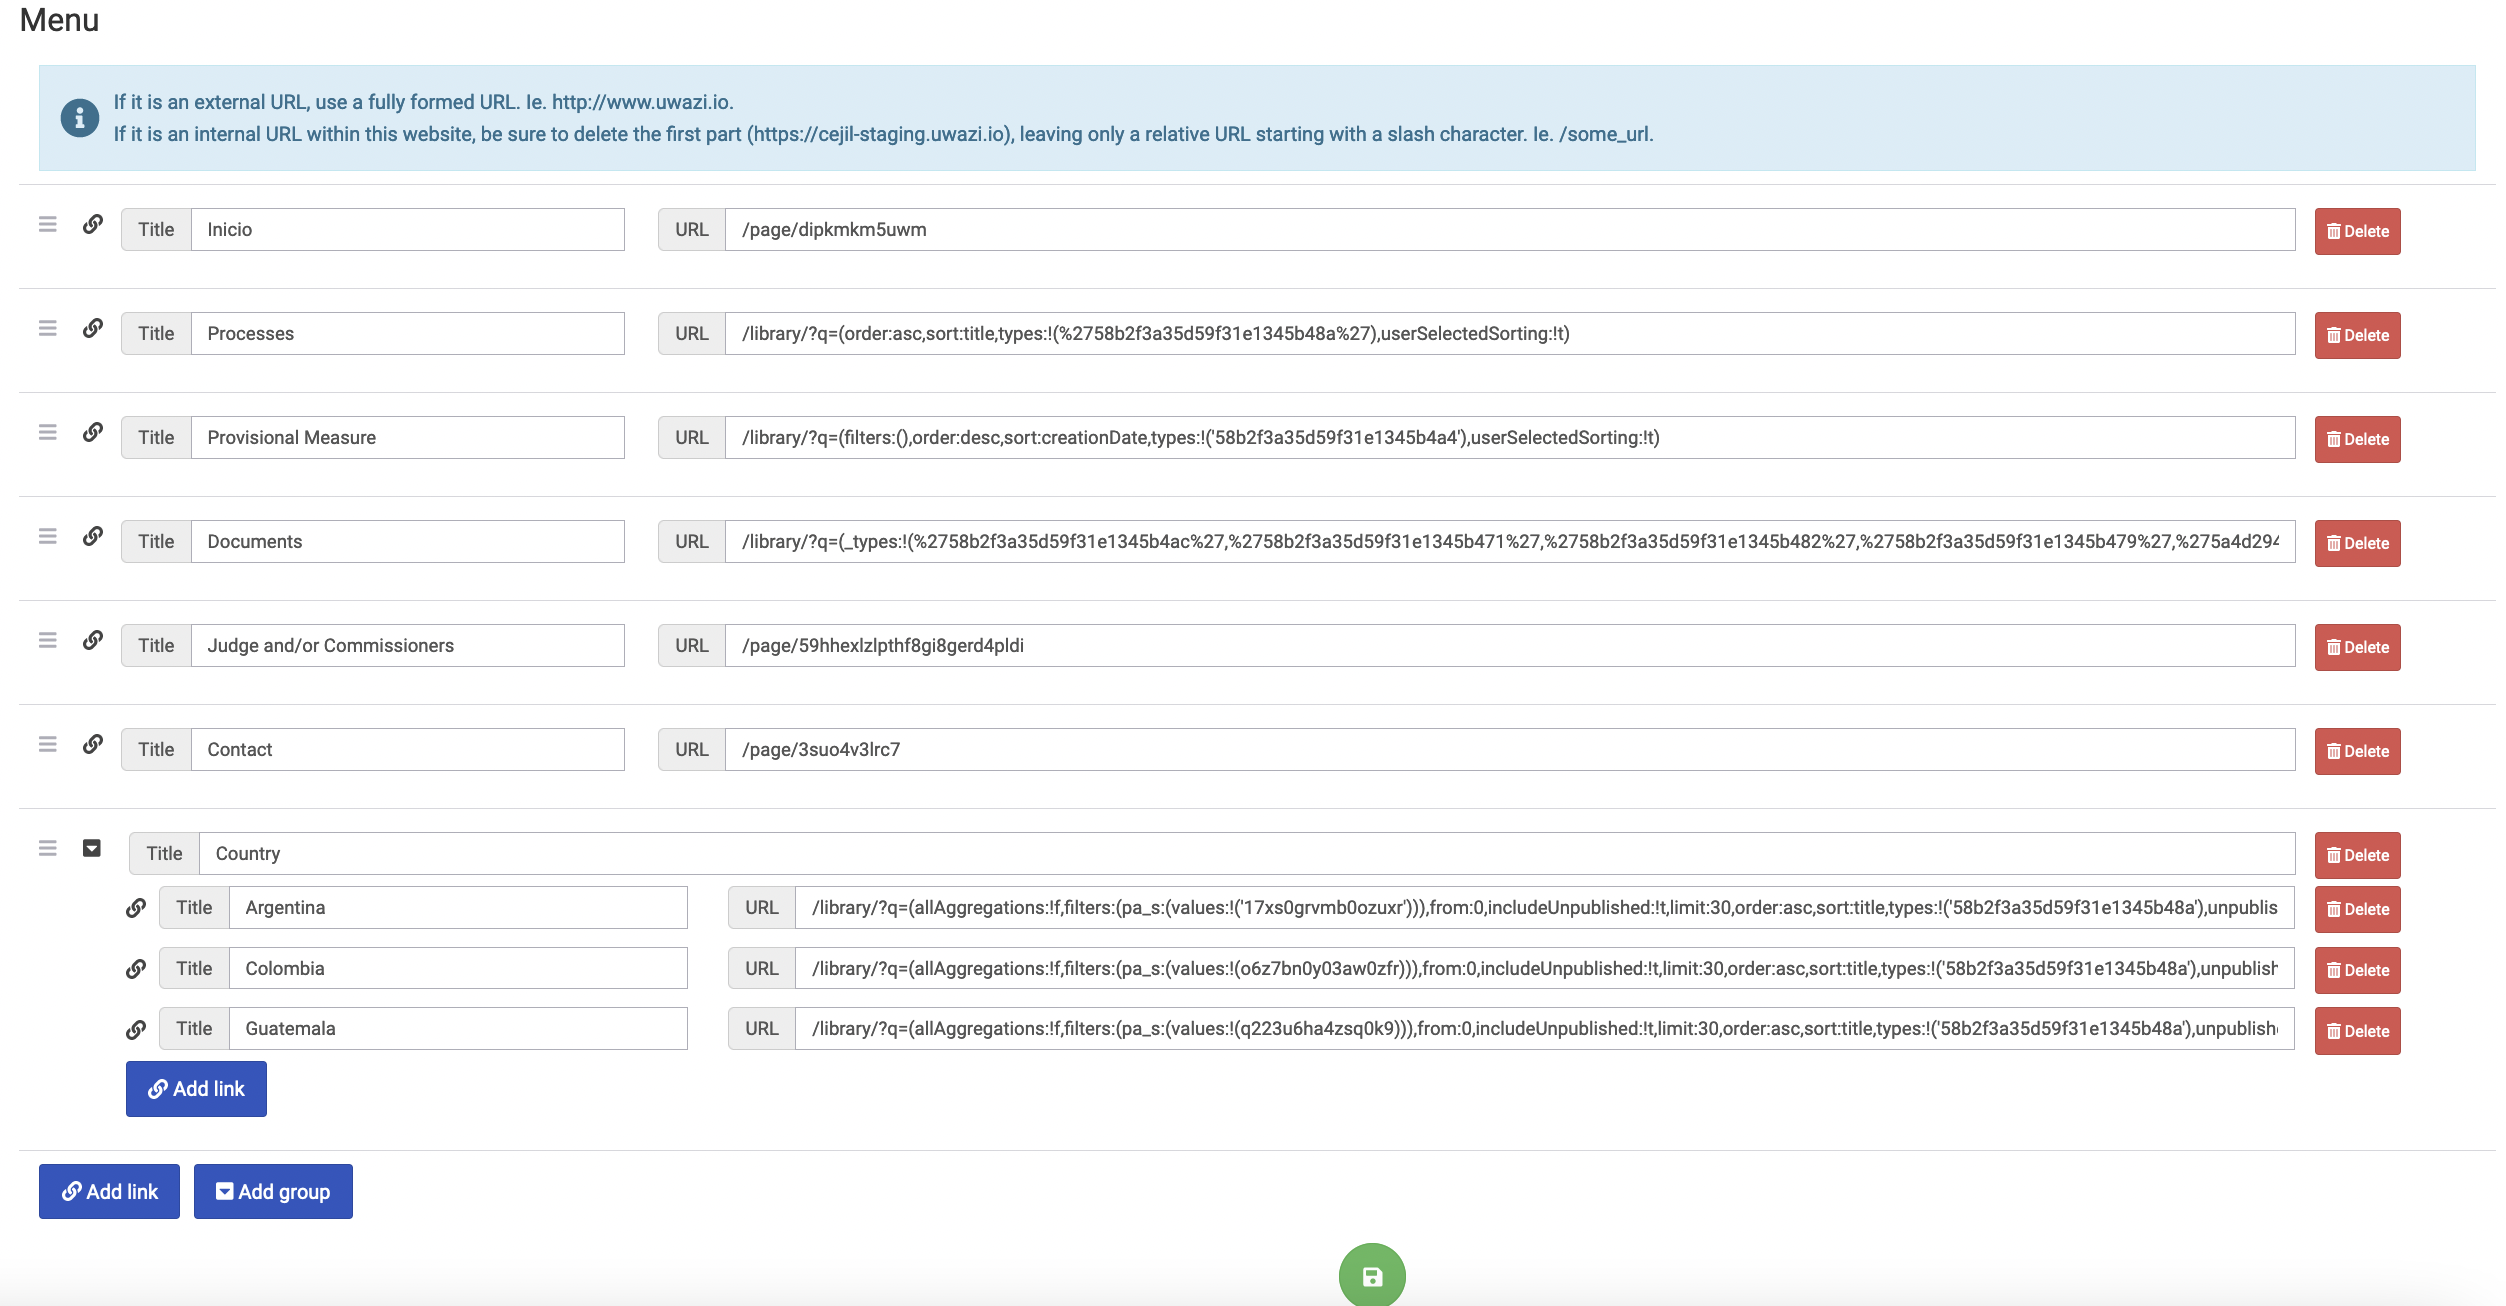 Menu
If it is an external URL, use a fully formed URL. Ie. http://www.uwazi.io.
If it is an internal URL within this website, be sure to delete the first part (https://cejil-staging.uwazi.io), leaving only a relative URL starting with a slash character. Ie. /some_url.
Title Inicio URL /page/dipkmkm5uwm Delete
Title Processes URL /library/?q=(order:asc,sort:title,types:!(%2758b2f3a35d59f31e1345b48a%27),userSelectedSorting:!t) Delete
Title Provisional Measure URL /library/?q=(filters:(),order:desc,sort:creationDate,types:!('58b2f3a35d59f31e1345b4a4'),userSelectedSorting:!t) Delete
Title Documents URL /library/?q=(_types:!(%2758b2f3a35d59f31e1345b4ac%27,%2758b2f3a35d59f31e1345b471%27,%2758b2f3a35d59f31e1345b482%27,%2758b2f3a35d59f31e1345b479%27,%275a4d294 Delete
Title Judge and/or Commissioners URL /page/59hhexlzlpthf8gi8gerd4pldi Delete
Title Contact URL /page/3suo4v3lrc7 Delete
Title Country Delete
Title Argentina URL /library/?q=(allAggregations:!f,filters:(pa_s:(values:!('17xs0grvmb0ozuxr'))),from:0,includeUnpublished:!t,limit:30,order:asc,sort:title,types:!('58b2f3a35d59f31e1345b48a'),unpublis Delete
Title Colombia URL /library/?q=(allAggregations:!f,filters:(pa_s:(values:!(o6z7bn0y03aw0zfr))),from:0,includeUnpublished:!t,limit:30,order:asc,sort:title,types:!('58b2f3a35d59f31e1345b48a'),unpublish Delete
Title Guatemala URL /library/?q=(allAggregations:!f,filters:(pa_s:(values:!(q223u6ha4zsq0k9))),from:0,includeUnpublished:!t,limit:30,order:asc,sort:title,types:!('58b2f3a35d59f31e1345b48a'),unpublish Delete
Add link
Add link Add group